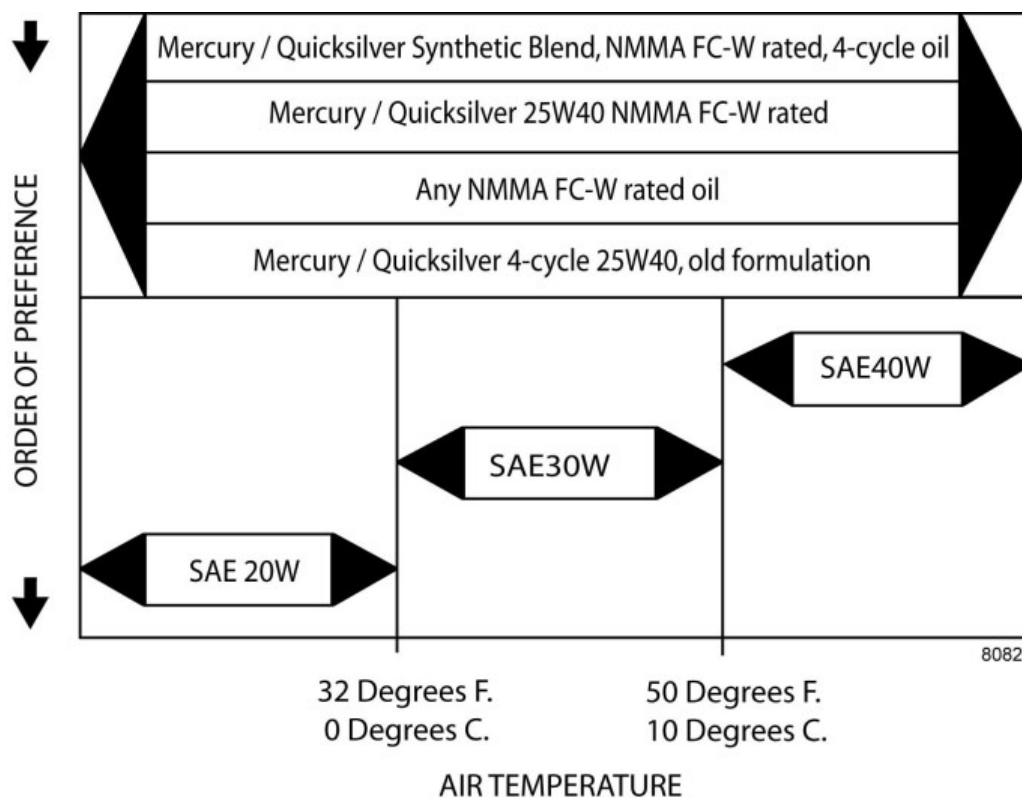 Mercury / Quicksilver Synthetic Blend, NMMA FC-W rated, 4-cycle oil
Mercury / Quicksilver 25W40 NMMA FC-W rated
Any NMMA FC-W rated oil
Mercury / Quicksilver 4-cycle 25W40, old formulation
ORDER OF PREFERENCE
SAE40W
SAE30W
SAE 20W
8082
32 Degrees F.
0 Degrees C.
50 Degrees F.
10 Degrees C.
AIR TEMPERATURE